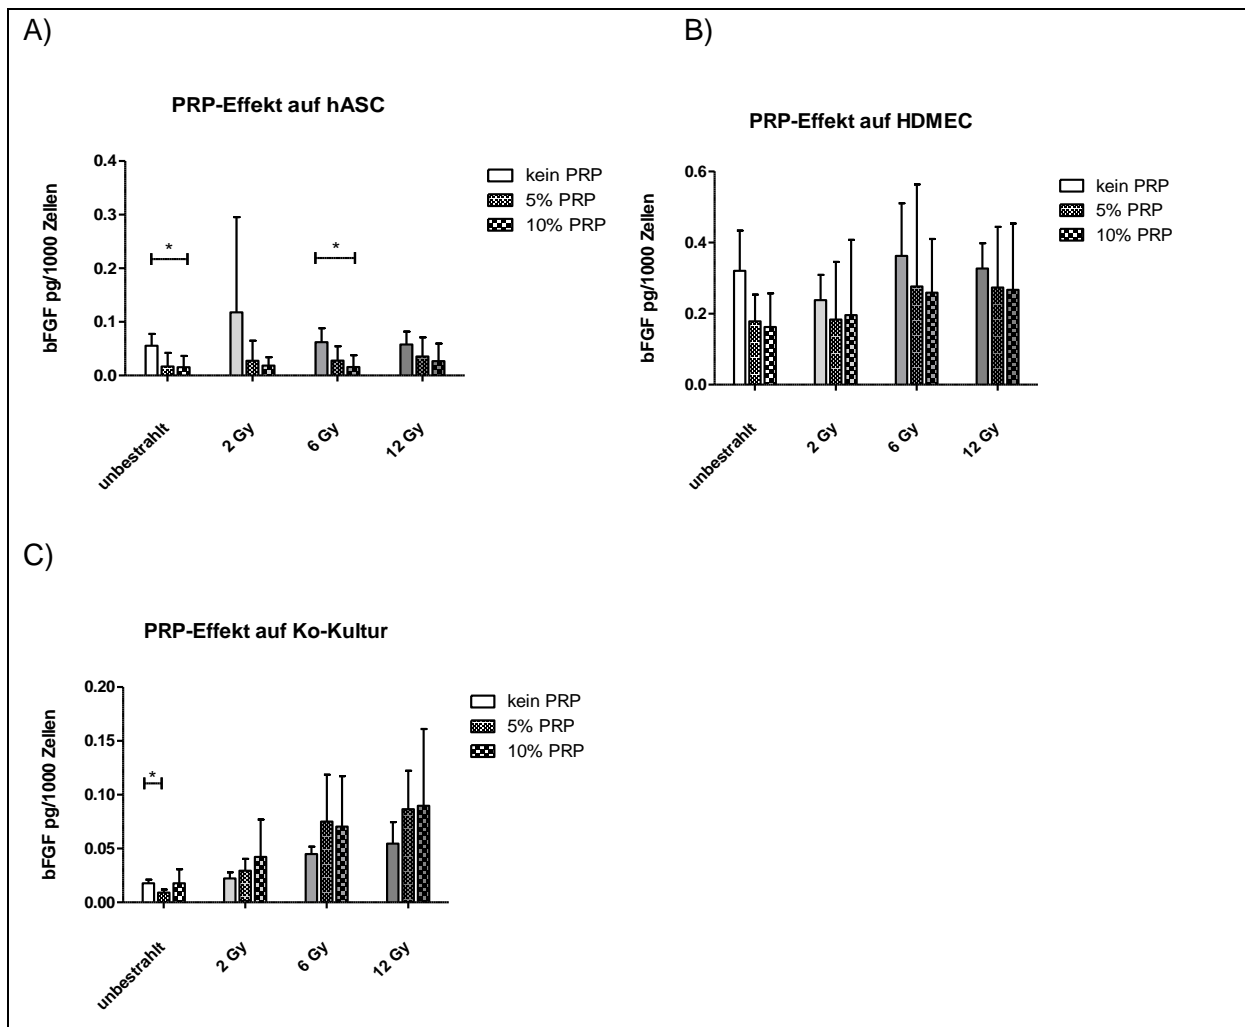 A)
PRP-Effekt auf hASC
bFGF pg/1000 Zellen
0.4
0.3
0.2
0.1
0.0
*
*
kein PRP
5% PRP
10% PRP
unbestrahlt
2 Gy
6 Gy
12 Gy
B)
PRP-Effekt auf HDMEC
bFGF pg/1000 Zellen
0.6
0.4
0.2
0.0
kein PRP
5% PRP
10% PRP
unbestrahlt
2 Gy
6 Gy
12 Gy
C)
PRP-Effekt auf Ko-Kultur
bFGF pg/1000 Zellen
0.20
0.15
0.10
0.05
0.00
*
kein PRP
5% PRP
10% PRP
unbestrahlt
2 Gy
6 Gy
12 Gy